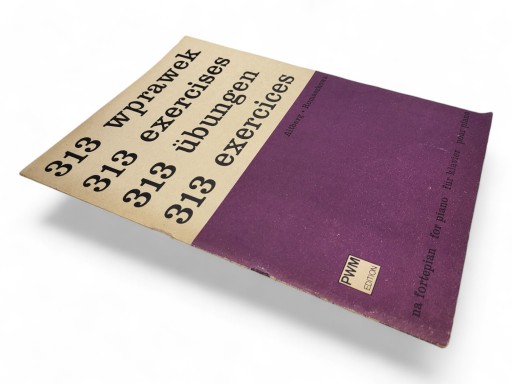 313 wprawek
313 exercises
313 übungen
313 exercices
PWM
EDITION
na fortepian for piano für klavier pour piano